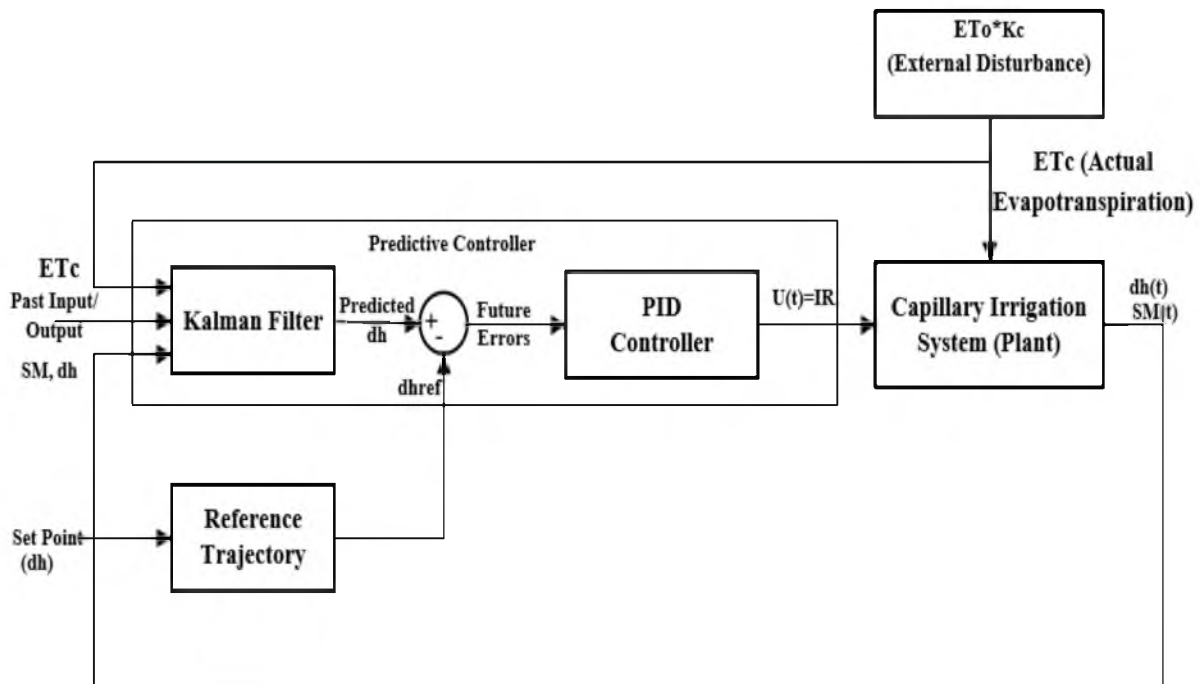 ETo*Kc
(External Disturbance)
ETc (Actual
Evapotranspiration)
Predictive Controller
ETc
Past Input/
Output
SM, dh
Kalman Filter
Predicted
dh
+
-
Future
Errors
dhref
PID
Controller
U(t)=IR
Capillary Irrigation
System (Plant)
dh(t)
SM(t)
Set Point
(dh)
Reference
Trajectory